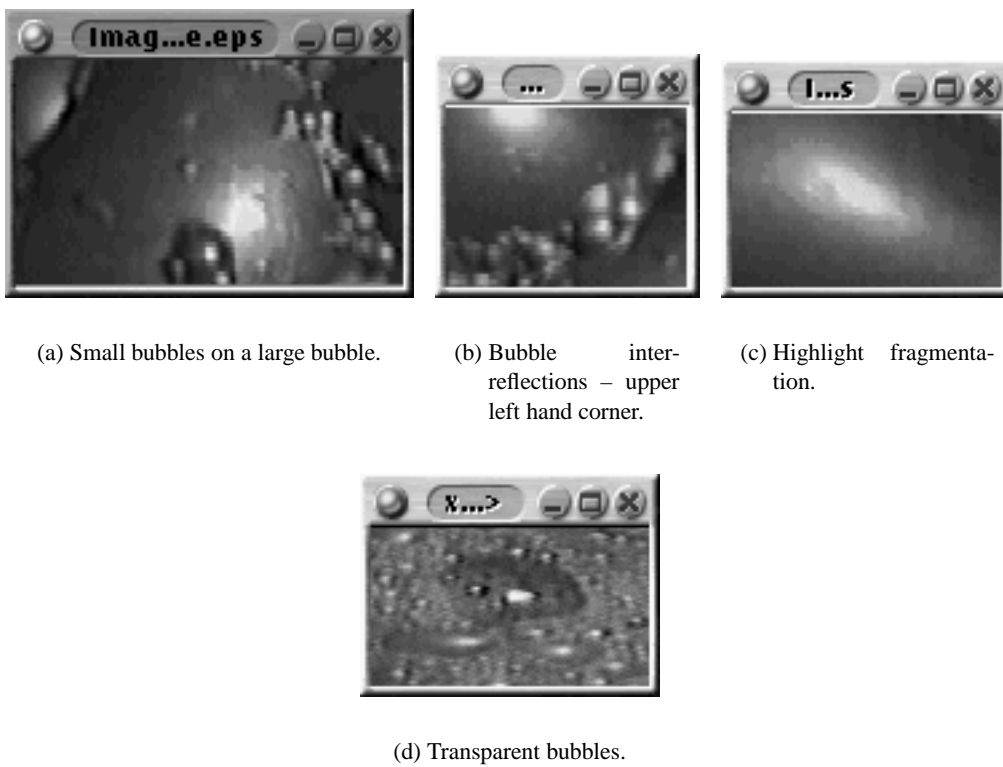 Imag...e.eps
...
I...s
(a) Small bubbles on a large bubble.
(b) Bubble inter-
reflections – upper
left hand corner.
(c) Highlight fragmenta-
tion.
x...>
(d) Transparent bubbles.